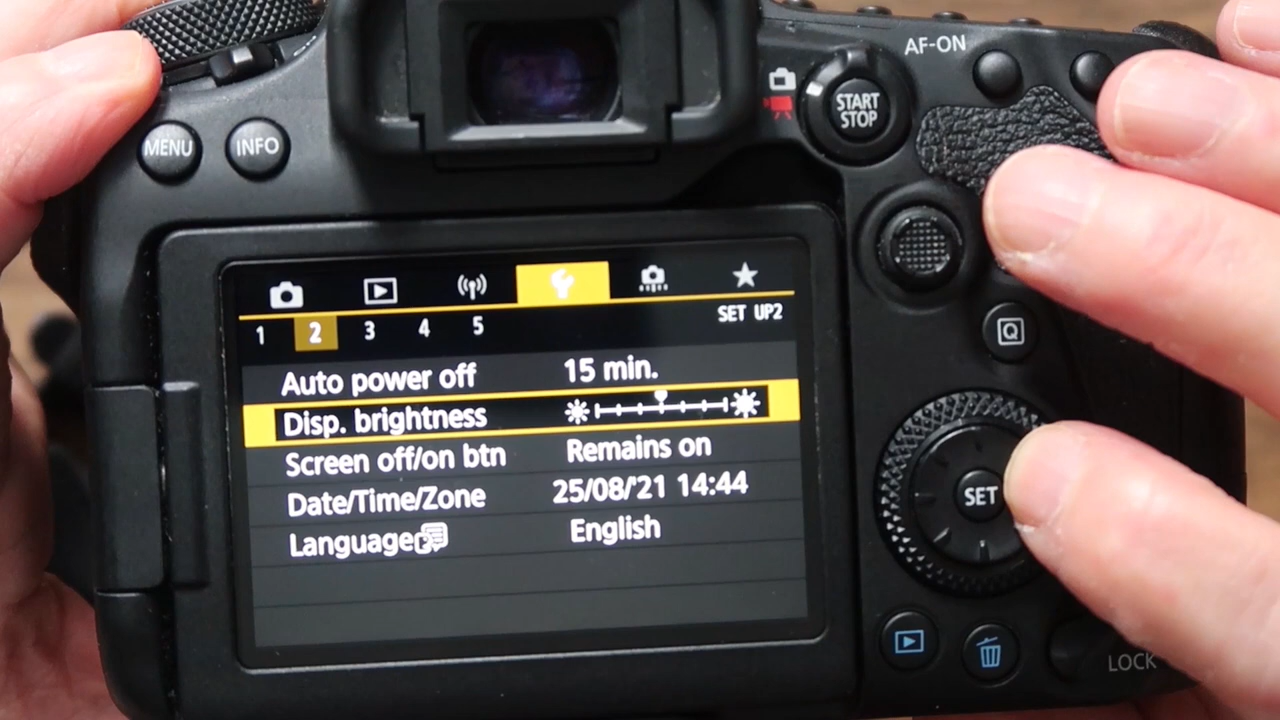 AF-ON
START
STOP
MENU
INFO
1 2 3 4 5
SET UP2
Auto power off 15 min.
Disp. brightness
Screen off/on btn Remains on
Date/Time/Zone 25/08/'21 14:44
Language English
Q
SET
LOCK